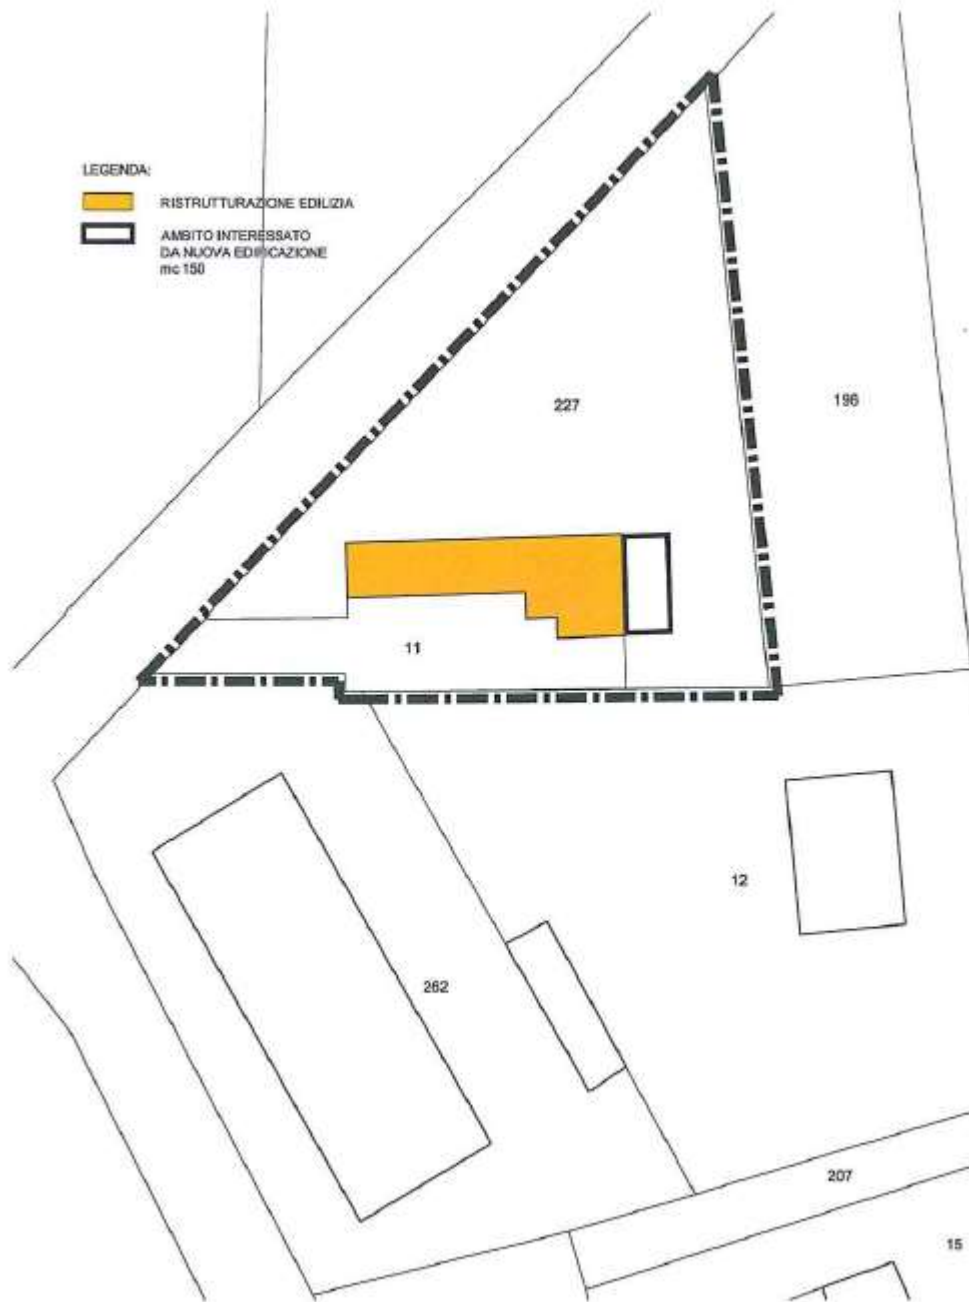 LEGENDA:
RISTRUTTURAZIONE EDILIZIA
AMBITO INTERESSATO
DA NUOVA EDIFICAZIONE
mc 150
227
196
11
12
262
207
15